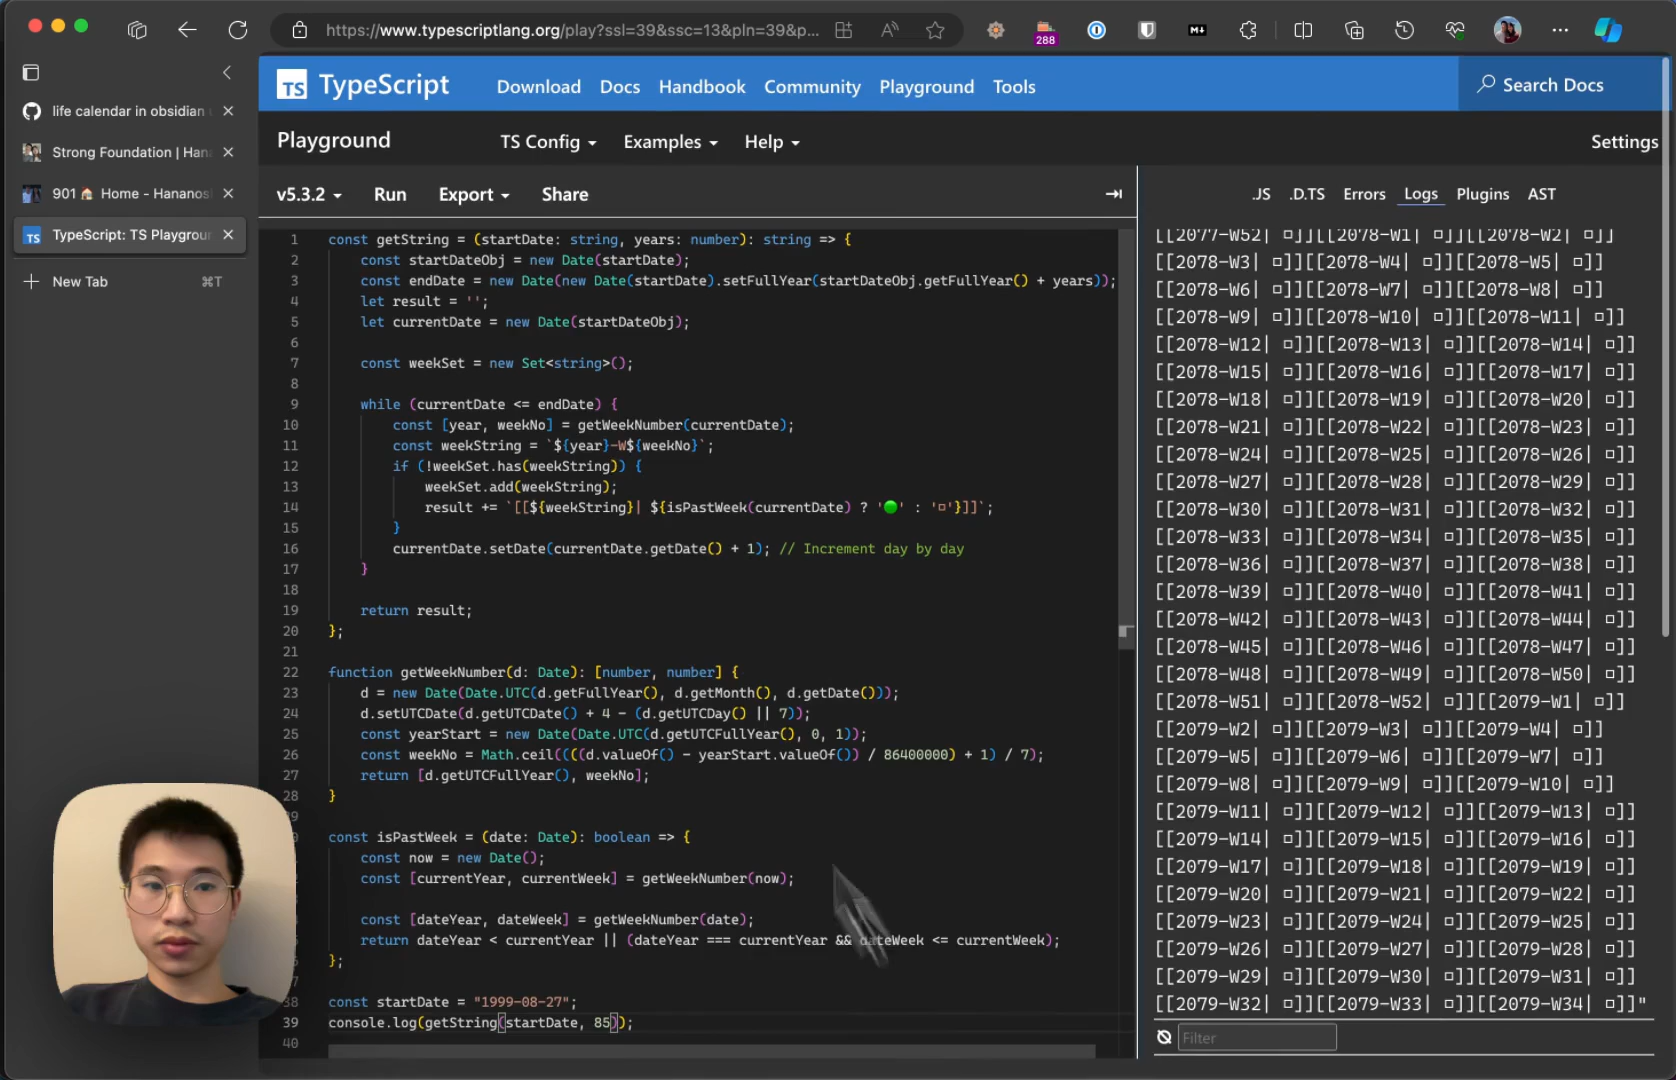 https://www.typescriptlang.org/play?ssl=39&ssc=13&pln=39&p...
288
life calendar in obsidian
Strong Foundation | Han
901 🏠 Home - Hananos
TypeScript: TS Playgrour
New Tab
⌘T
TS TypeScript
Download Docs Handbook Community Playground Tools
Search Docs
Playground
TS Config Examples Help
Settings
v5.3.2 Run Export Share
.JS .D.TS Errors Logs Plugins AST
1 const getString = (startDate: string, years: number): string => {
2 const startDateObj = new Date(startDate);
3 const endDate = new Date(new Date(startDate).setFullYear(startDateObj.getFullYear() + years));
4 let result = '';
5 let currentDate = new Date(startDateObj);
6
7 const weekSet = new Set<string>();
8
9 while (currentDate <= endDate) {
10 const [year, weekNo] = getWeekNumber(currentDate);
11 const weekString = `${year}-W${weekNo}`;
12 if (!weekSet.has(weekString)) {
13 weekSet.add(weekString);
14 result += `[[${weekString}| ${isPastWeek(currentDate) ? '🟢' : '▫'}]]`;
15 }
16 currentDate.setDate(currentDate.getDate() + 1); // Increment day by day
17 }
18
19 return result;
20 };
21
22 function getWeekNumber(d: Date): [number, number] {
23 d = new Date(Date.UTC(d.getFullYear(), d.getMonth(), d.getDate()));
24 d.setUTCDate(d.getUTCDate() + 4 - (d.getUTCDay() || 7));
25 const yearStart = new Date(Date.UTC(d.getUTCFullYear(), 0, 1));
26 const weekNo = Math.ceil((((d.valueOf() - yearStart.valueOf()) / 86400000) + 1) / 7);
27 return [d.getUTCFullYear(), weekNo];
28 }
const isPastWeek = (date: Date): boolean => {
const now = new Date();
const [currentYear, currentWeek] = getWeekNumber(now);
const [dateYear, dateWeek] = getWeekNumber(date);
return dateYear < currentYear || (dateYear === currentYear && dateWeek <= currentWeek);
};
38 const startDate = "1999-08-27";
39 console.log(getString(startDate, 85));
40
[[2077-W52| ▫]][[2078-W1| ▫]][[2078-W2| ▫]]
[[2078-W3| ▫]][[2078-W4| ▫]][[2078-W5| ▫]]
[[2078-W6| ▫]][[2078-W7| ▫]][[2078-W8| ▫]]
[[2078-W9| ▫]][[2078-W10| ▫]][[2078-W11| ▫]]
[[2078-W12| ▫]][[2078-W13| ▫]][[2078-W14| ▫]]
[[2078-W15| ▫]][[2078-W16| ▫]][[2078-W17| ▫]]
[[2078-W18| ▫]][[2078-W19| ▫]][[2078-W20| ▫]]
[[2078-W21| ▫]][[2078-W22| ▫]][[2078-W23| ▫]]
[[2078-W24| ▫]][[2078-W25| ▫]][[2078-W26| ▫]]
[[2078-W27| ▫]][[2078-W28| ▫]][[2078-W29| ▫]]
[[2078-W30| ▫]][[2078-W31| ▫]][[2078-W32| ▫]]
[[2078-W33| ▫]][[2078-W34| ▫]][[2078-W35| ▫]]
[[2078-W36| ▫]][[2078-W37| ▫]][[2078-W38| ▫]]
[[2078-W39| ▫]][[2078-W40| ▫]][[2078-W41| ▫]]
[[2078-W42| ▫]][[2078-W43| ▫]][[2078-W44| ▫]]
[[2078-W45| ▫]][[2078-W46| ▫]][[2078-W47| ▫]]
[[2078-W48| ▫]][[2078-W49| ▫]][[2078-W50| ▫]]
[[2078-W51| ▫]][[2078-W52| ▫]][[2079-W1| ▫]]
[[2079-W2| ▫]][[2079-W3| ▫]][[2079-W4| ▫]]
[[2079-W5| ▫]][[2079-W6| ▫]][[2079-W7| ▫]]
[[2079-W8| ▫]][[2079-W9| ▫]][[2079-W10| ▫]]
[[2079-W11| ▫]][[2079-W12| ▫]][[2079-W13| ▫]]
[[2079-W14| ▫]][[2079-W15| ▫]][[2079-W16| ▫]]
[[2079-W17| ▫]][[2079-W18| ▫]][[2079-W19| ▫]]
[[2079-W20| ▫]][[2079-W21| ▫]][[2079-W22| ▫]]
[[2079-W23| ▫]][[2079-W24| ▫]][[2079-W25| ▫]]
[[2079-W26| ▫]][[2079-W27| ▫]][[2079-W28| ▫]]
[[2079-W29| ▫]][[2079-W30| ▫]][[2079-W31| ▫]]
[[2079-W32| ▫]][[2079-W33| ▫]][[2079-W34| ▫]]"
Filter